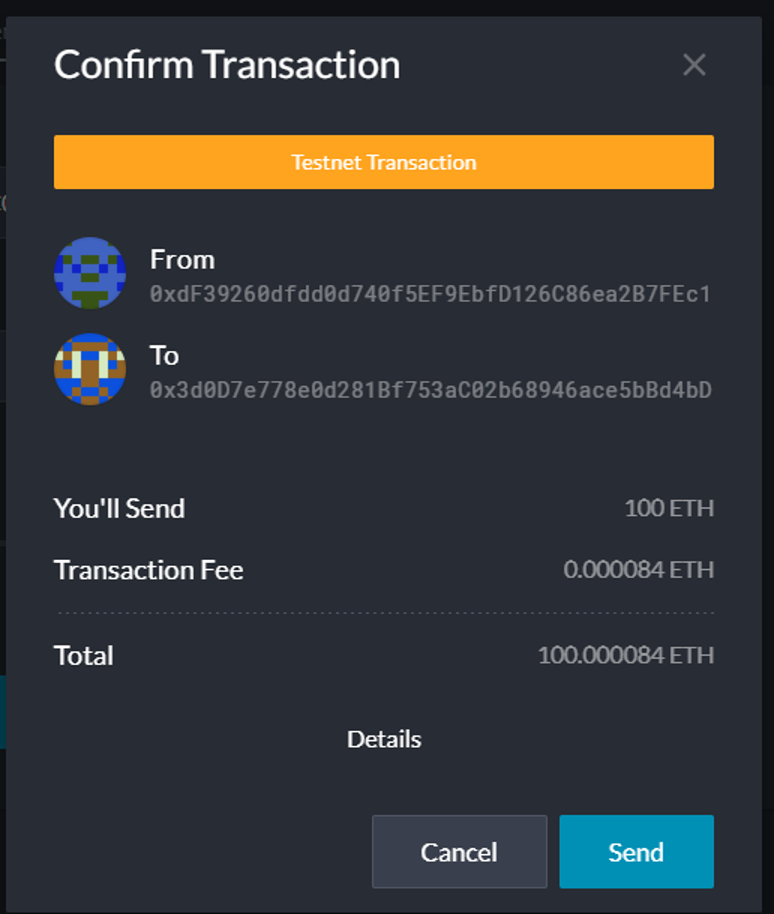 Confirm Transaction
Testnet Transaction
From
0xdF39260dfdd0d740f5EF9EbfD126C86ea2B7FEc1
To
0x3d0D7e778e0d281Bf753aC02b68946ace5bBd4bD
You'll Send 100 ETH
Transaction Fee 0.000084 ETH
Total 100.000084 ETH
Details
Cancel Send